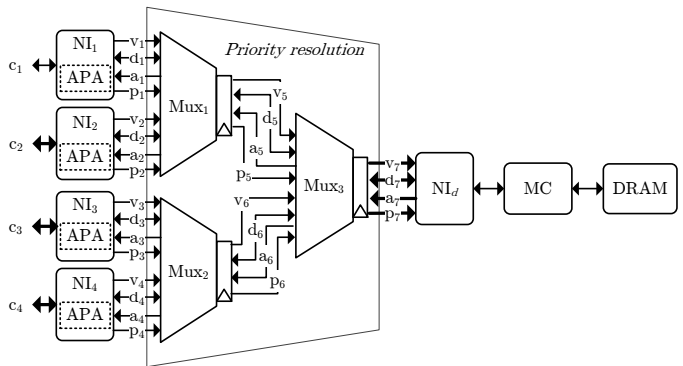 Priority resolution
c₁
NI₁
APA
v₁
d₁
a₁
p₁
c₂
NI₂
APA
v₂
d₂
a₂
p₂
Mux₁
c₃
NI₃
APA
v₃
d₃
a₃
p₃
c₄
NI₄
APA
v₄
d₄
a₄
p₄
Mux₂
v₅
d₅
a₅
p₅
v₆
d₆
a₆
p₆
Mux₃
v₇
d₇
a₇
p₇
NI_d
MC
DRAM